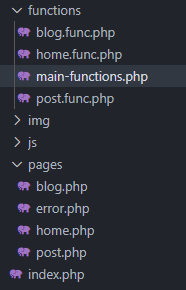 functions
blog.func.php
home.func.php
main-functions.php
post.func.php
img
js
pages
blog.php
error.php
home.php
post.php
index.php